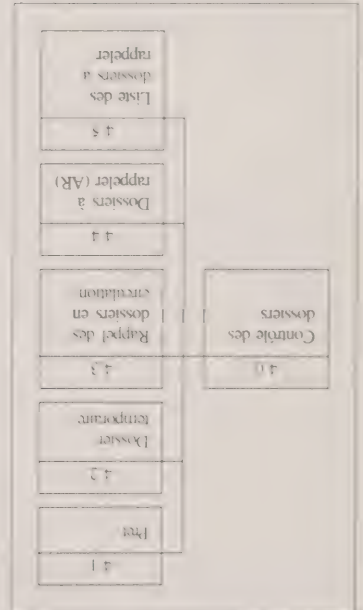 4.0
Contrôle des
dossiers
4.1
Prêt
4.2
Dossier
temporaire
4.3
Rappel des
dossiers en
circulation
4.4
Dossiers à
rappeler (AR)
4.5
Liste des
dossiers à
rappeler